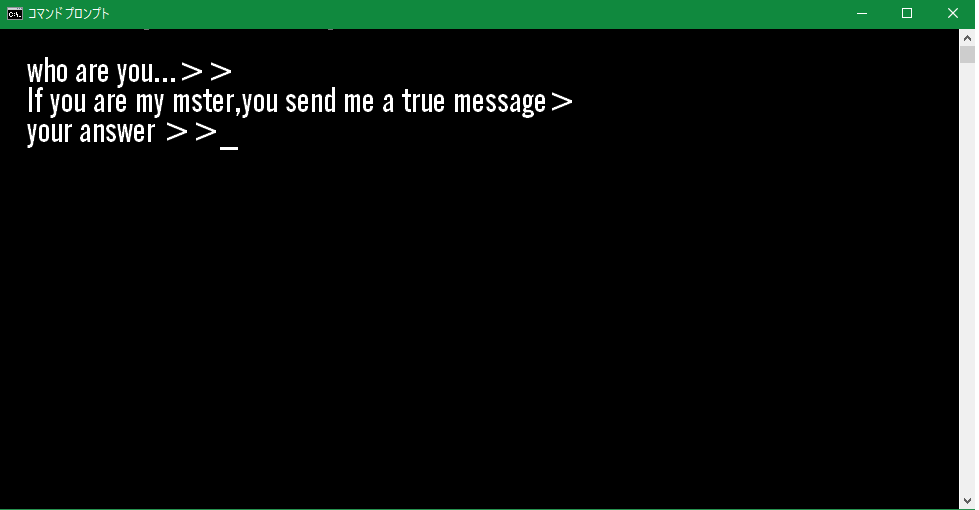 コマンドプロンプト
who are you...>>
If you are my mster,you send me a true message>
your answer >>_